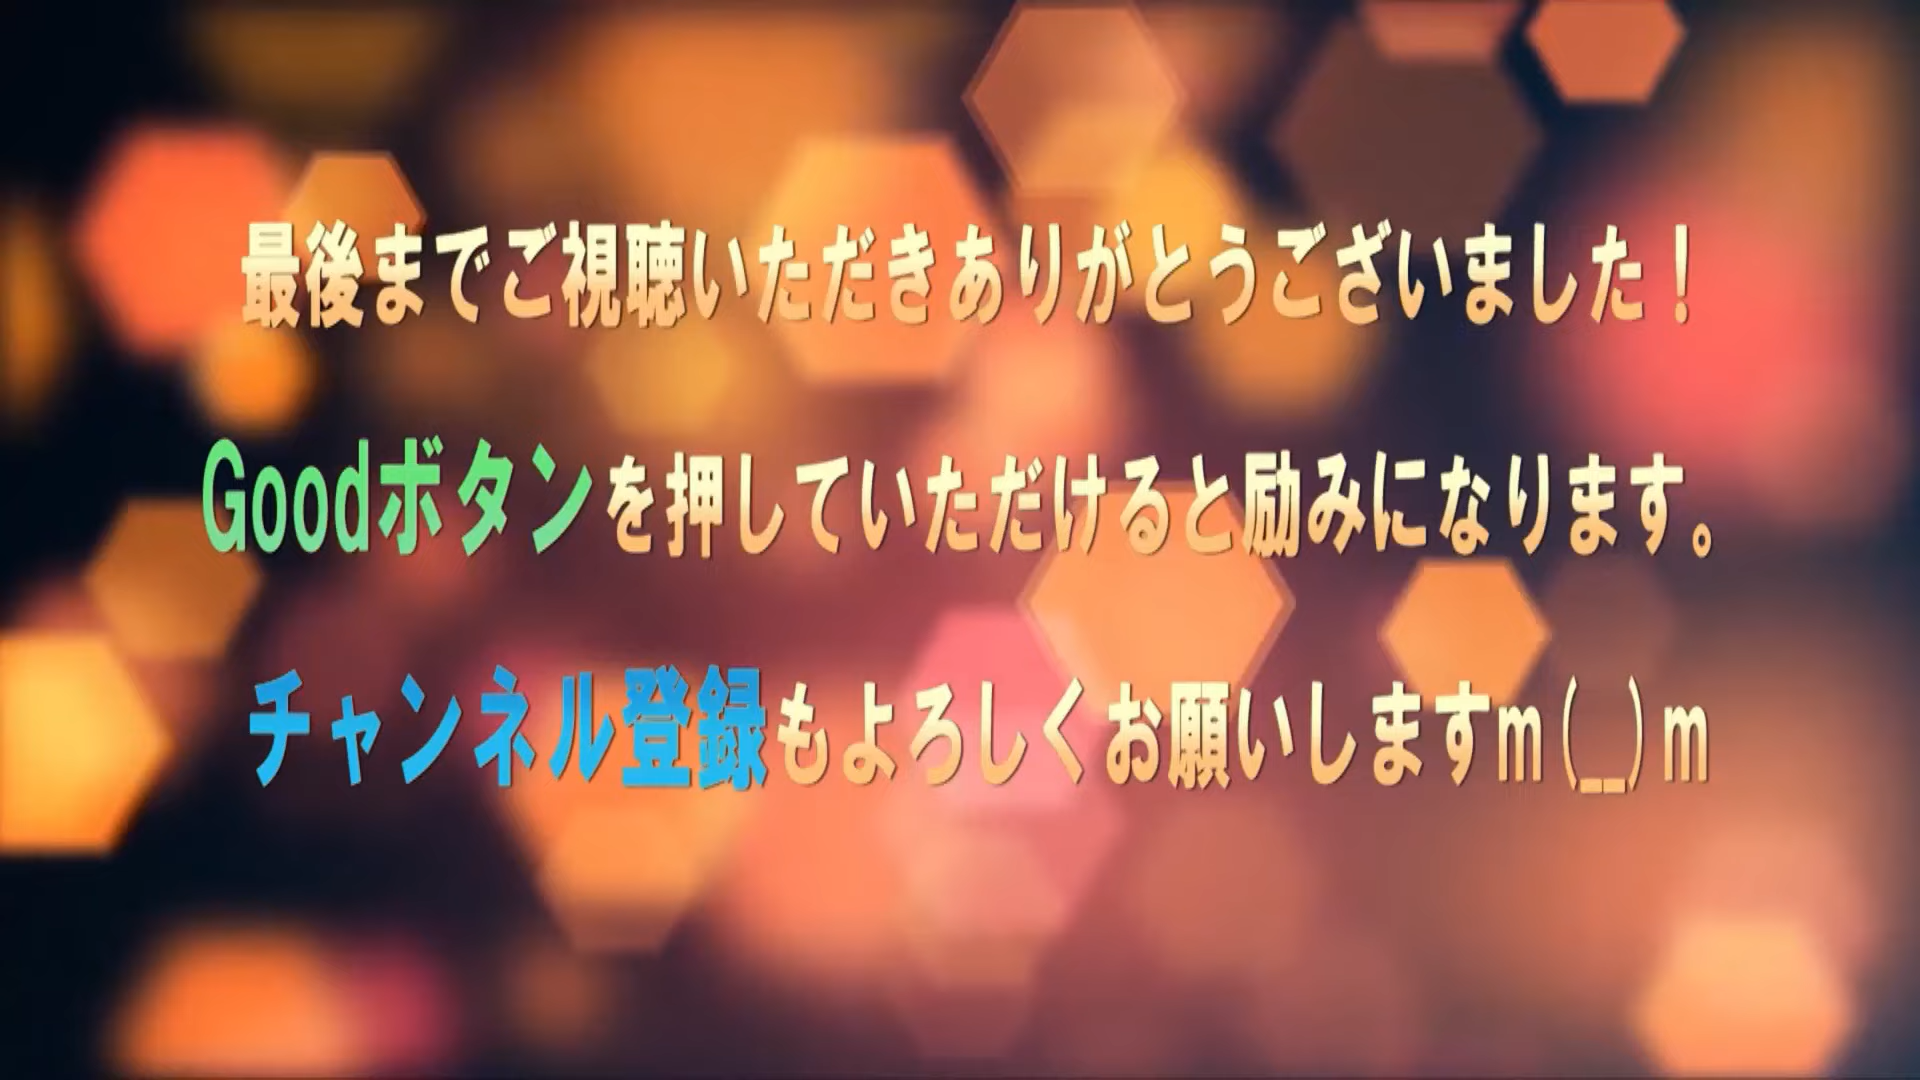 最後までご視聴いただきありがとうございました！
Goodボタンを押していただけると励みになります。
チャンネル登録もよろしくお願いしますm(__)m